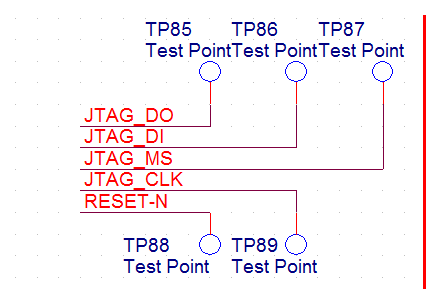 TP85 TP86 TP87
Test Point Test Point Test Point
JTAG_DO
JTAG_DI
JTAG_MS
JTAG_CLK
RESET-N
TP88 TP89
Test Point Test Point